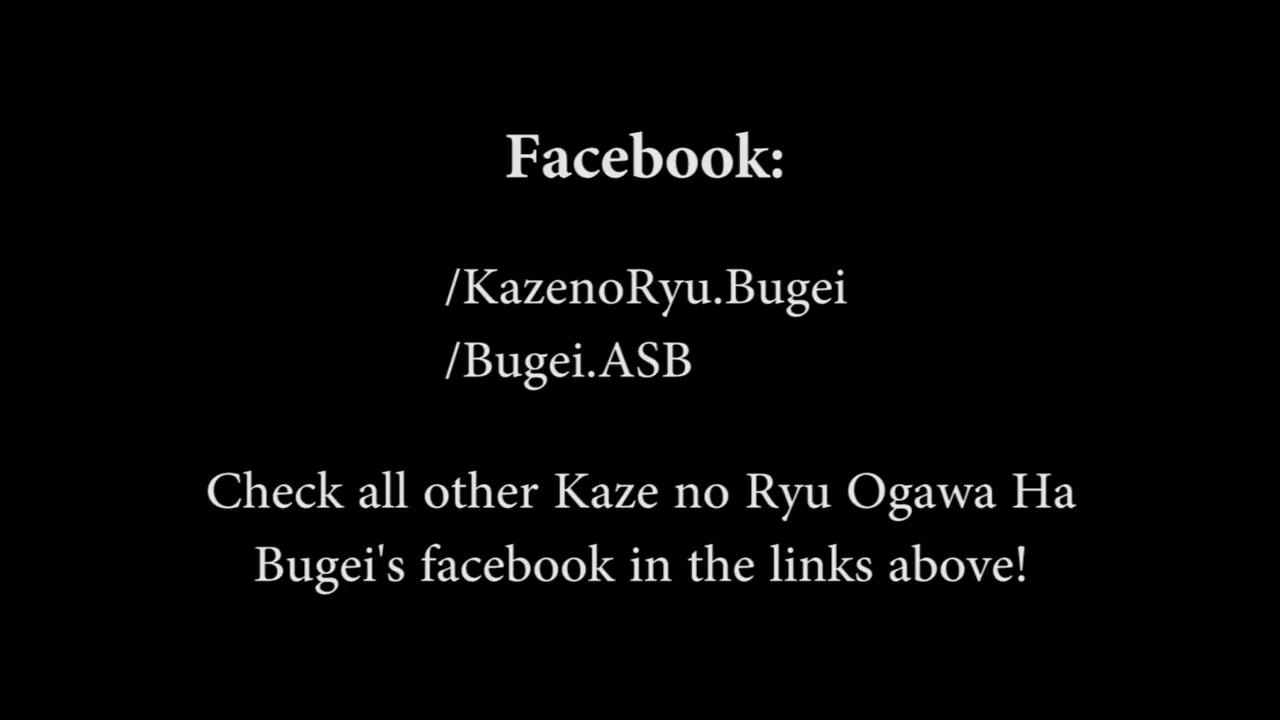 Facebook:
/KazenoRyu.Bugei
/Bugei.ASB
Check all other Kaze no Ryu Ogawa Ha
Bugei's facebook in the links above!